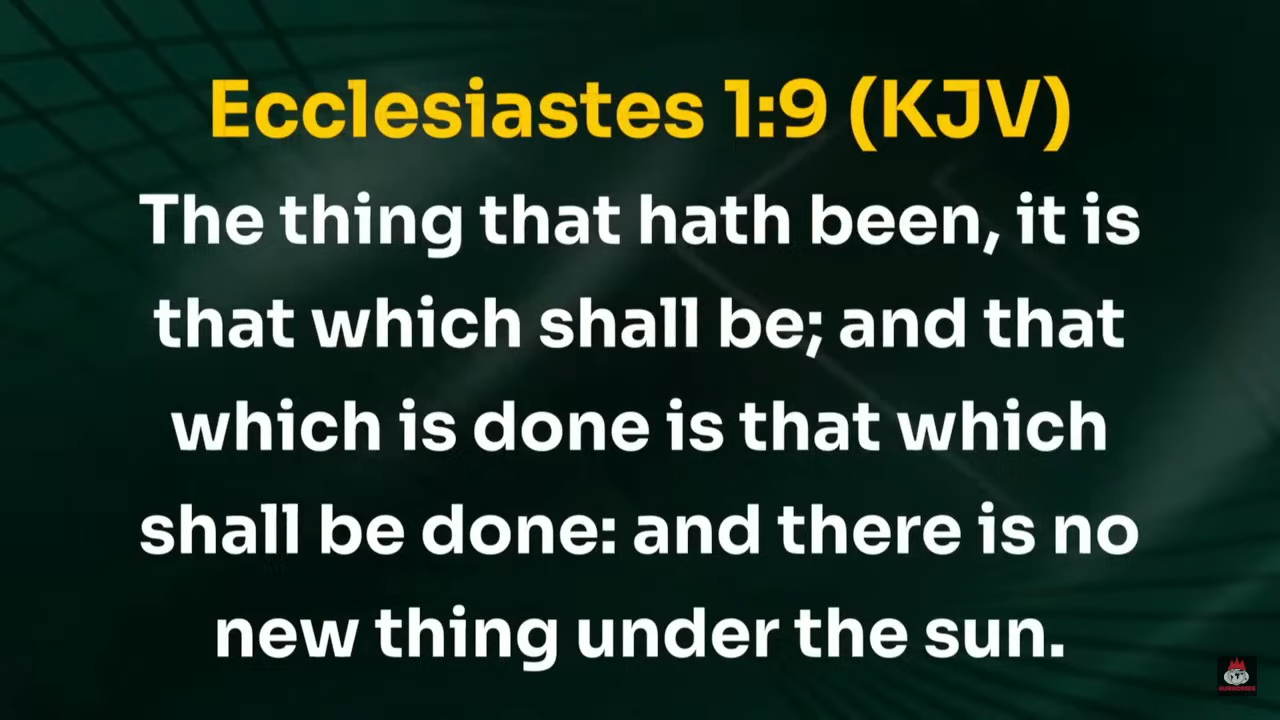 Ecclesiastes 1:9 (KJV)
The thing that hath been, it is
that which shall be; and that
which is done is that which
shall be done: and there is no
new thing under the sun.